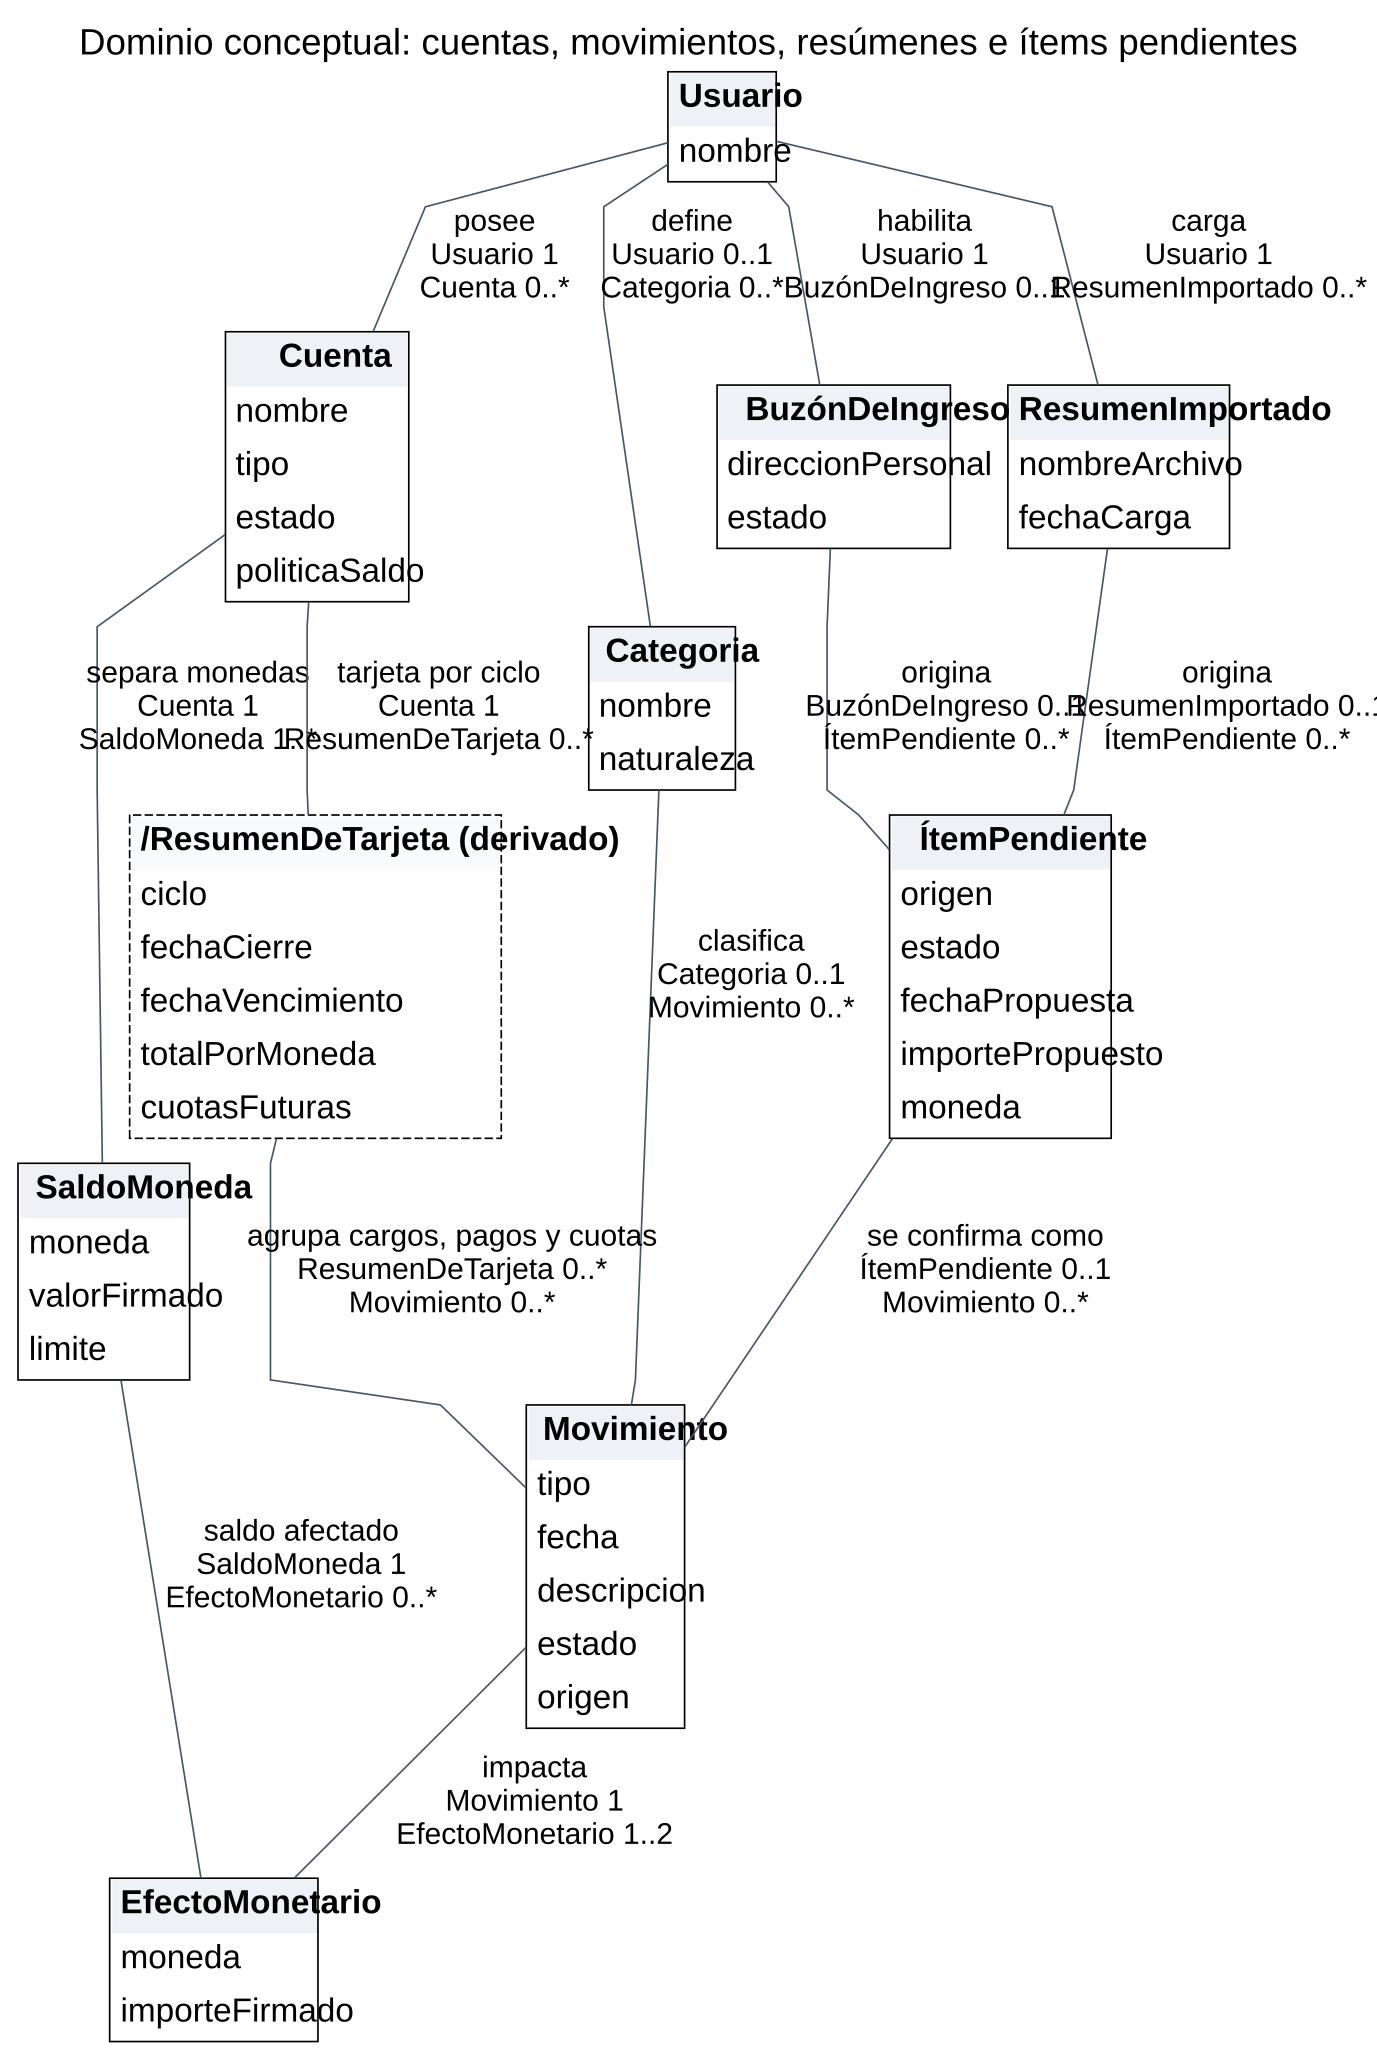 Dominio conceptual: cuentas, movimientos, resúmenes e ítems pendientes
Usuario
nombre
posee
Usuario 1
Cuenta 0..*
define
Usuario 0..1
Categoria 0..*
habilita
Usuario 1
BuzónDeIngreso 0..1
carga
Usuario 1
ResumenImportado 0..*
Cuenta
nombre
tipo
estado
politicaSaldo
BuzónDeIngreso
direccionPersonal
estado
ResumenImportado
nombreArchivo
fechaCarga
separa monedas
Cuenta 1
SaldoMoneda 1..*
tarjeta por ciclo
Cuenta 1
ResumenDeTarjeta 0..*
Categoria
nombre
naturaleza
origina
BuzónDeIngreso 0..1
ÍtemPendiente 0..*
origina
ResumenImportado 0..1
ÍtemPendiente 0..*
/ResumenDeTarjeta (derivado)
ciclo
fechaCierre
fechaVencimiento
totalPorMoneda
cuotasFuturas
clasifica
Categoria 0..1
Movimiento 0..*
ÍtemPendiente
origen
estado
fechaPropuesta
importePropuesto
moneda
SaldoMoneda
moneda
valorFirmado
limite
agrupa cargos, pagos y cuotas
ResumenDeTarjeta 0..*
Movimiento 0..*
se confirma como
ÍtemPendiente 0..1
Movimiento 0..*
Movimiento
tipo
fecha
descripcion
estado
origen
saldo afectado
SaldoMoneda 1
EfectoMonetario 0..*
impacta
Movimiento 1
EfectoMonetario 1..2
EfectoMonetario
moneda
importeFirmado